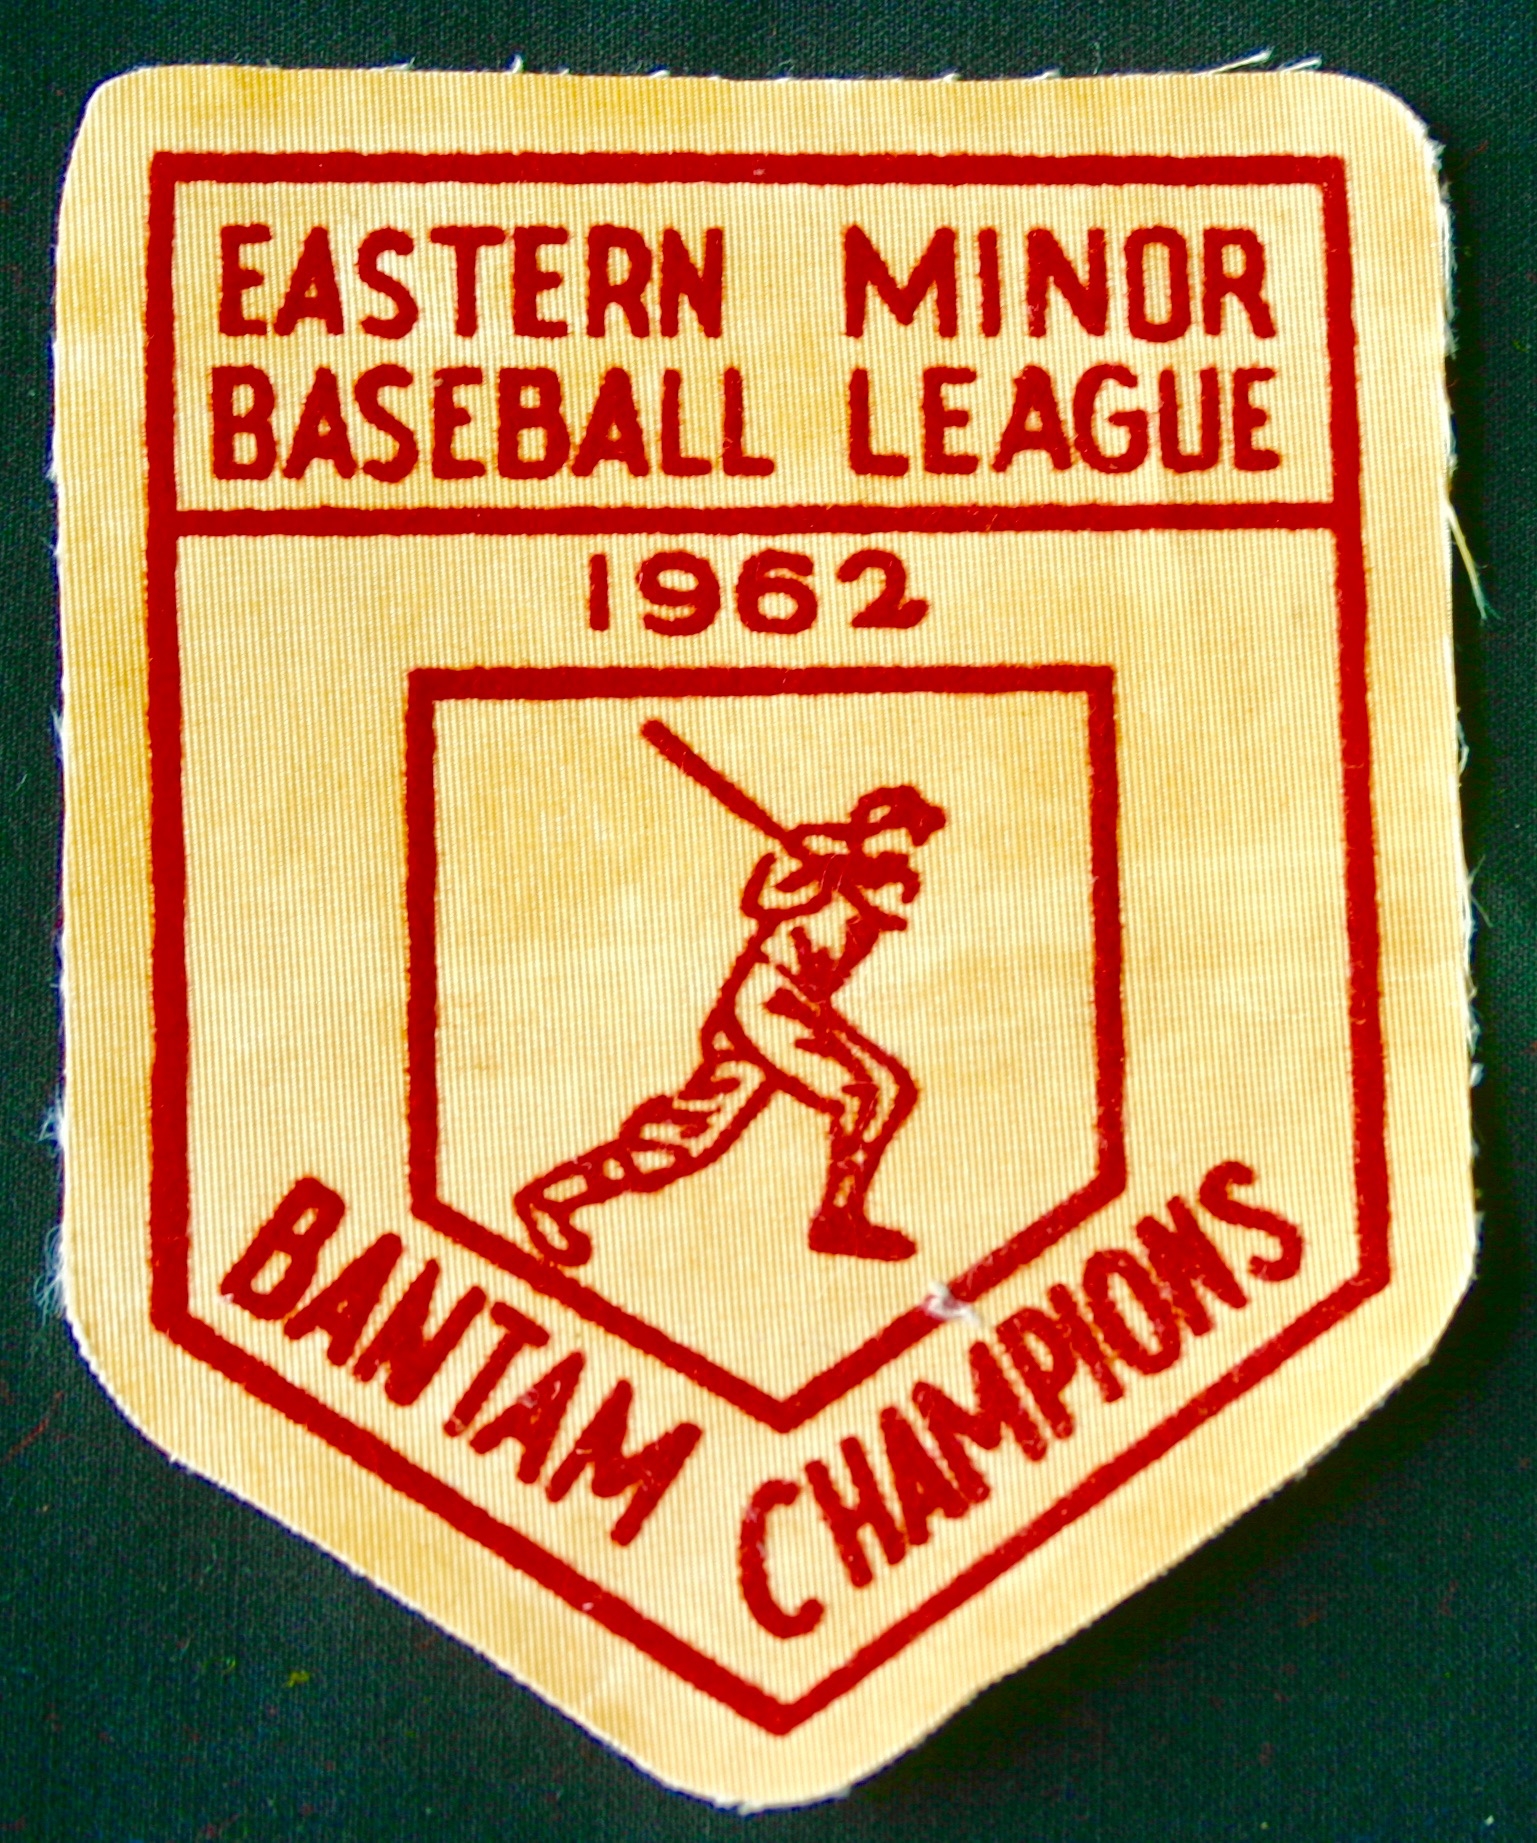 EASTERN MINOR
BASEBALL LEAGUE
1962
BANTAM CHAMPIONS